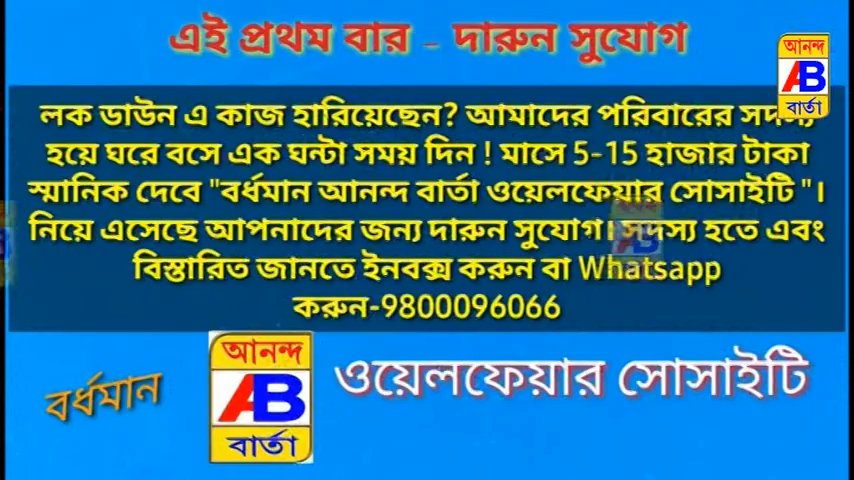 এই প্রথম বার - দারুন সুযোগ
আনন্দ
AB
বার্তা
লক ডাউন এ কাজ হারিয়েছেন? আমাদের পরিবারের সদস্য
হয়ে ঘরে বসে এক ঘন্টা সময় দিন ! মাসে 5-15 হাজার টাকা
স্মানিক দেবে "বর্ধমান আনন্দ বার্তা ওয়েলফেয়ার সোসাইটি "।
নিয়ে এসেছে আপনাদের জন্য দারুন সুযোগ। সদস্য হতে এবং
বিস্তারিত জানতে ইনবক্স করুন বা Whatsapp
করুন-9800096066
বর্ধমান
আনন্দ
AB
বার্তা
ওয়েলফেয়ার সোসাইটি